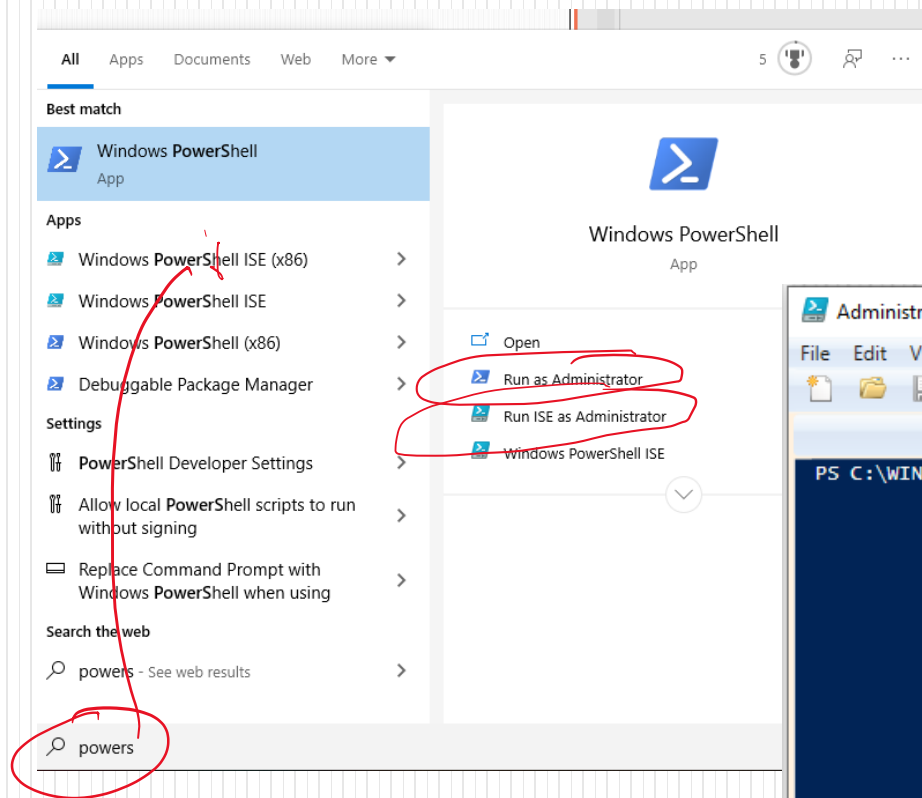 All Apps Documents Web More 5 ...
Best match
Windows PowerShell
App
Apps
Windows PowerShell ISE (x86)
Windows PowerShell ISE
Windows PowerShell (x86)
Debuggable Package Manager
Settings
PowerShell Developer Settings
Allow local PowerShell scripts to run
without signing
Replace Command Prompt with
Windows PowerShell when using
Search the web
powers - See web results
powers
Windows PowerShell
App
Open
Run as Administrator
Run ISE as Administrator
Windows PowerShell ISE
Administr
File Edit V
PS C:\WIN